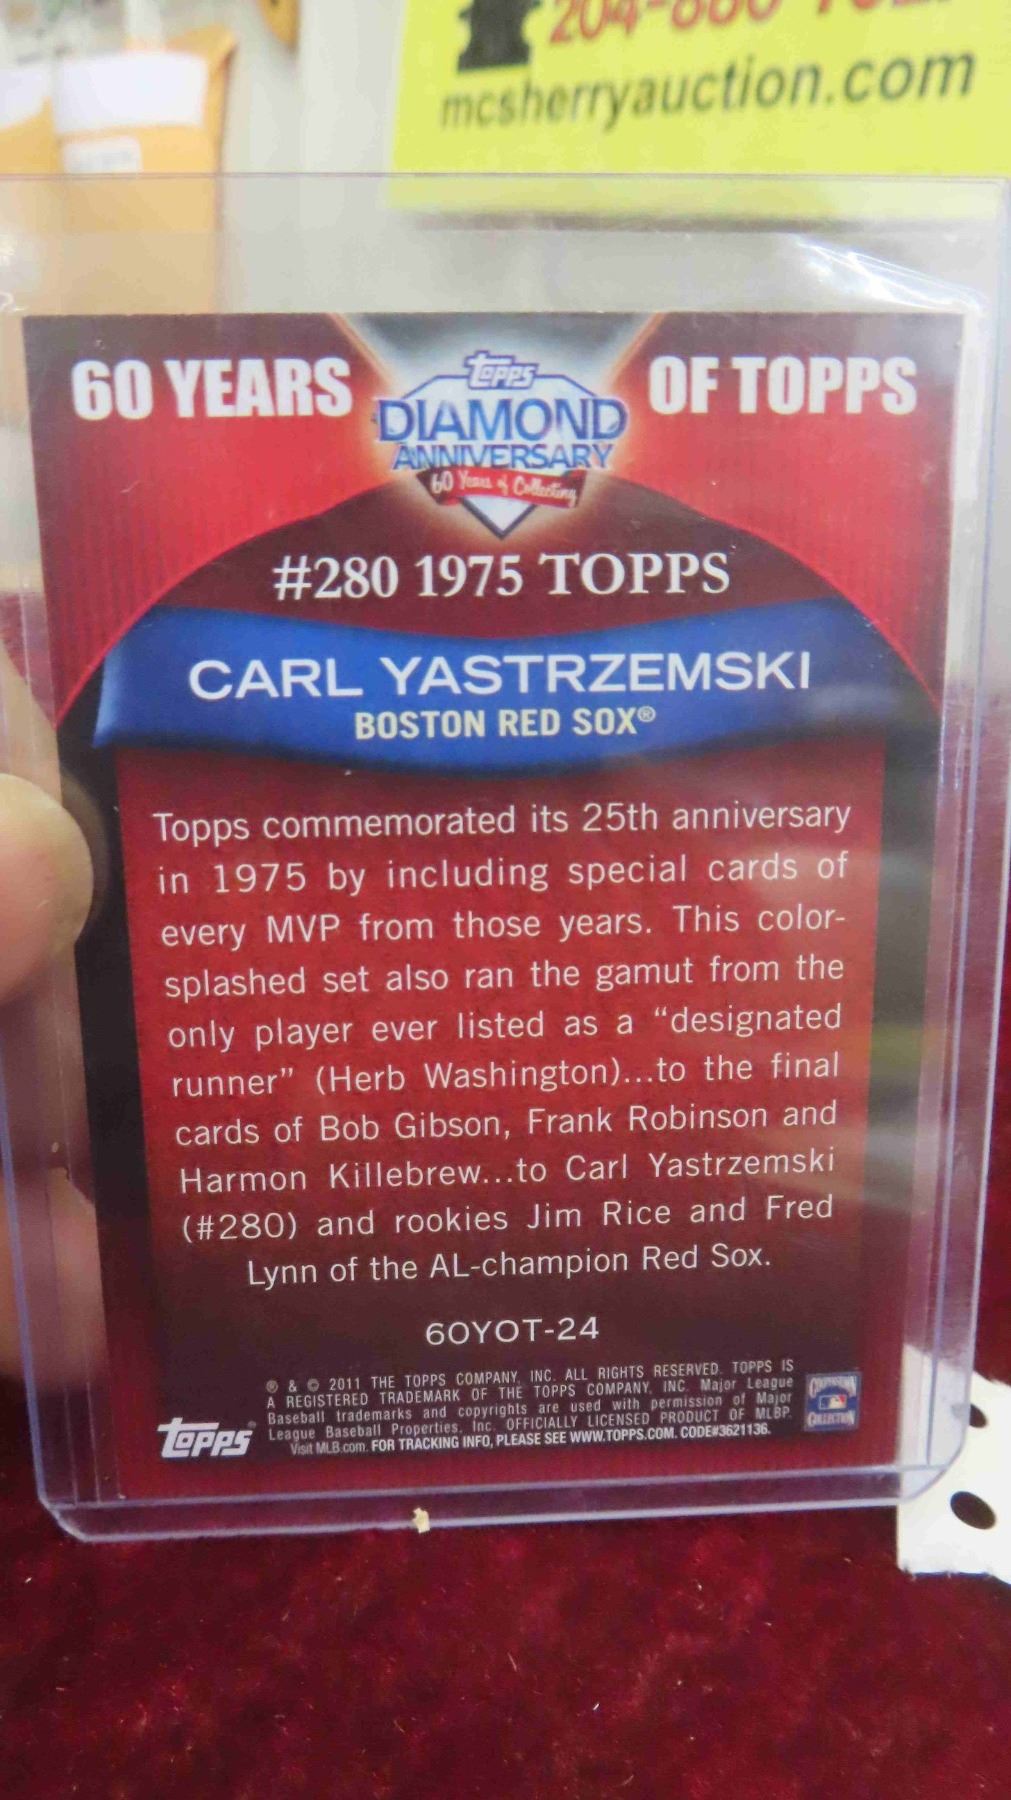 mcsherryauction.com
60 YEARS OF TOPPS
Topps
DIAMOND
ANNIVERSARY
60 Years of Collecting
#280 1975 TOPPS
CARL YASTRZEMSKI
BOSTON RED SOX®
Topps commemorated its 25th anniversary
in 1975 by including special cards of
every MVP from those years. This color-
splashed set also ran the gamut from the
only player ever listed as a “designated
runner” (Herb Washington)...to the final
cards of Bob Gibson, Frank Robinson and
Harmon Killebrew...to Carl Yastrzemski
(#280) and rookies Jim Rice and Fred
Lynn of the AL-champion Red Sox.
60YOT-24
® & © 2011 THE TOPPS COMPANY, INC. ALL RIGHTS RESERVED. TOPPS IS
A REGISTERED TRADEMARK OF THE TOPPS COMPANY, INC. Major League
Baseball trademarks and copyrights are used with permission of Major
League Baseball Properties, Inc. OFFICIALLY LICENSED PRODUCT OF MLBP.
Visit MLB.com. FOR TRACKING INFO, PLEASE SEE WWW.TOPPS.COM. CODE#3621136.
Topps®
COOPERSTOWN
COLLECTION